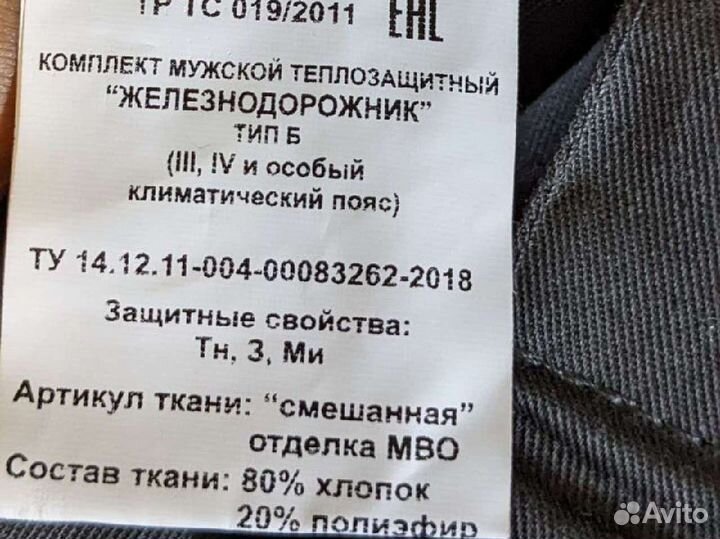 ТР ТС 019/2011 ЕАС
КОМПЛЕКТ МУЖСКОЙ ТЕПЛОЗАЩИТНЫЙ
“ЖЕЛЕЗНОДОРОЖНИК”
ТИП Б
(III, IV и особый
климатический пояс)
ТУ 14.12.11-004-00083262-2018
Защитные свойства:
Тн, З, Ми
Артикул ткани: “смешанная”
отделка МВО
Состав ткани: 80% хлопок
20% полиэфир
Avito